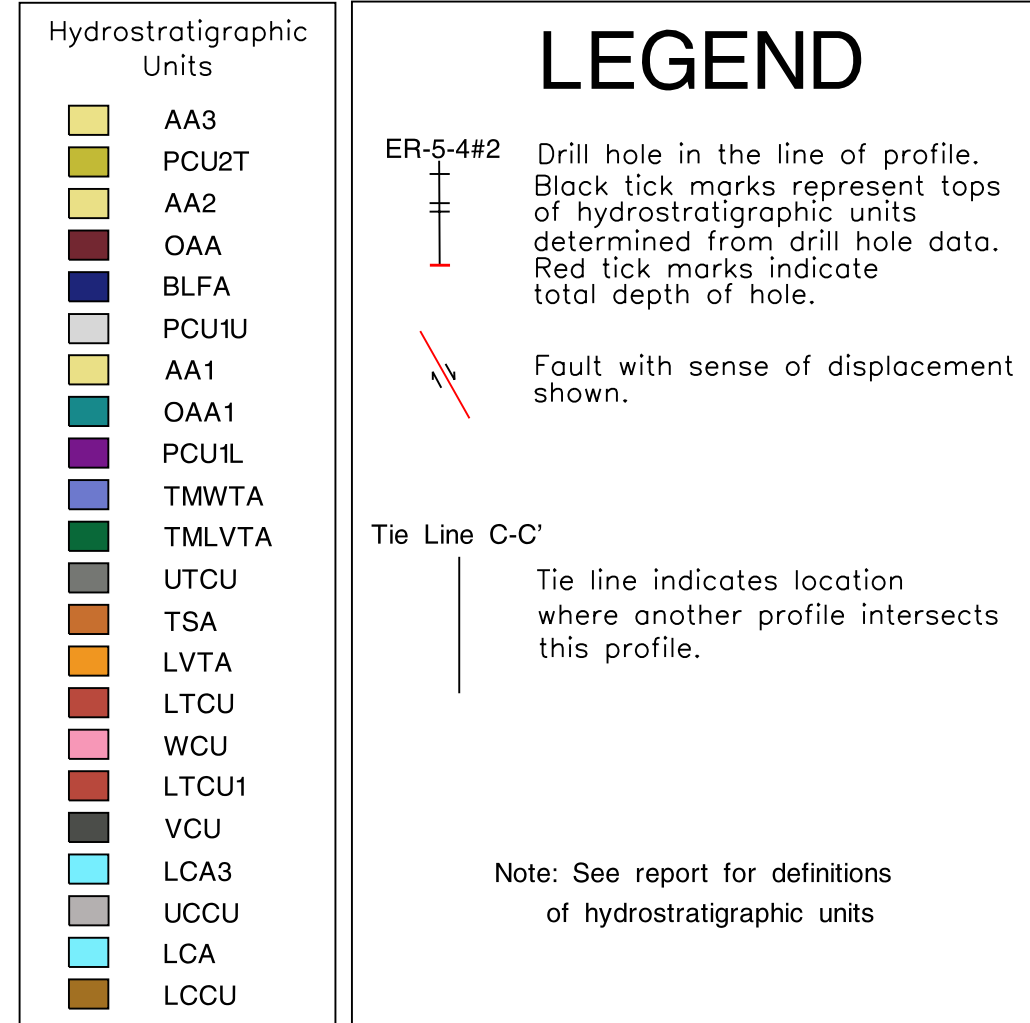 Hydrostratigraphic
Units
AA3
PCU2T
AA2
OAA
BLFA
PCU1U
AA1
OAA1
PCU1L
TMWTA
TMLVTA
UTCU
TSA
LVTA
LTCU
WCU
LTCU1
VCU
LCA3
UCCU
LCA
LCCU
LEGEND
ER-5-4#2
Drill hole in the line of profile.
Black tick marks represent tops
of hydrostratigraphic units
determined from drill hole data.
Red tick marks indicate
total depth of hole.
Fault with sense of displacement
shown.
Tie Line C-C'
Tie line indicates location
where another profile intersects
this profile.
Note: See report for definitions
of hydrostratigraphic units